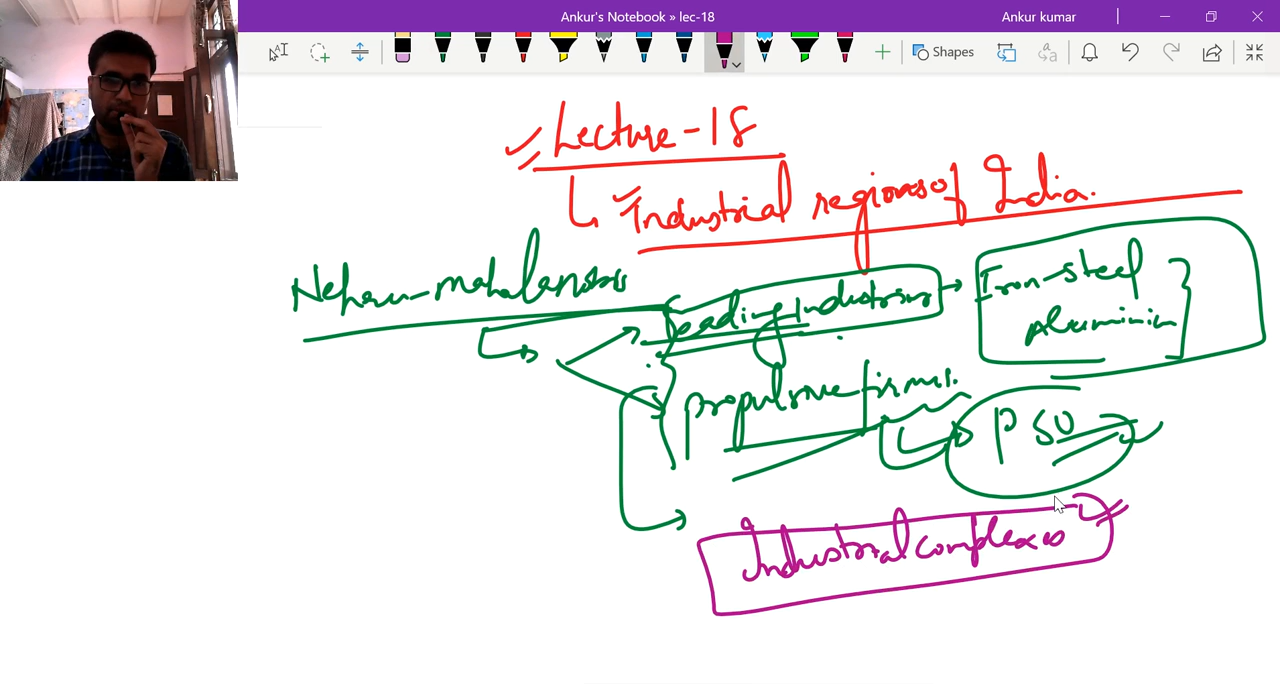 Ankur's Notebook » lec-18
Ankur kumar
Shapes
Lecture-18
Industrial regions of India.
Nehru-mahalanobis
leading Industries
Iron-steel
Aluminium
propulsive firms.
PSU
Industrial complexes